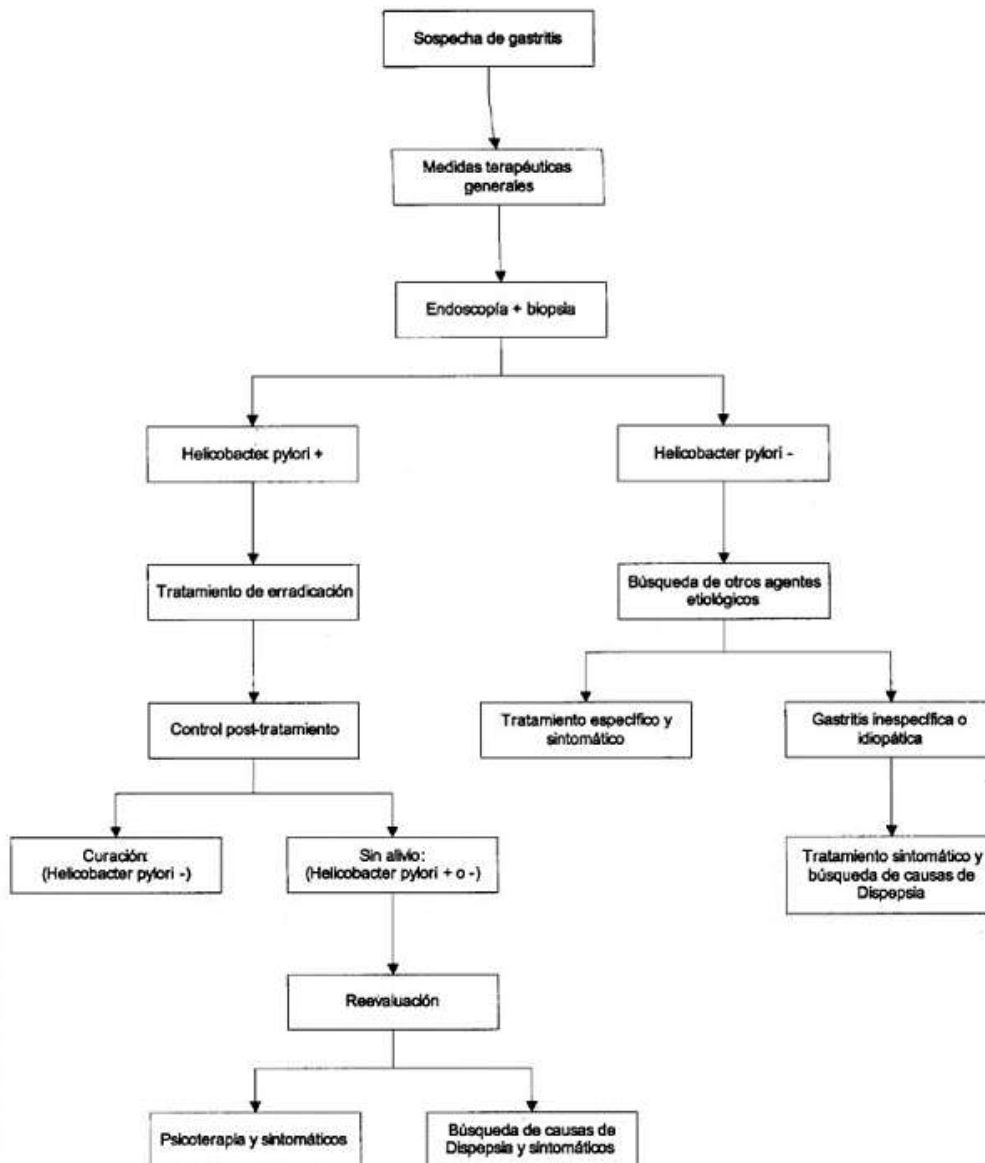 Sospecha de gastritis
Medidas terapéuticas
generales
Endoscopía + biopsia
Helicobacter pylori +
Helicobacter pylori -
Tratamiento de erradicación
Búsqueda de otros agentes
etiológicos
Control post-tratamiento
Tratamiento específico y
sintomático
Gastritis inespecífica o
idiopática
Curación:
(Helicobacter pylori -)
Sin alivio:
(Helicobacter pylori + o -)
Tratamiento sintomático y
búsqueda de causas de
Dispepsia
Reevaluación
Psicoterapia y sintomáticos
Búsqueda de causas de
Dispepsia y sintomáticos